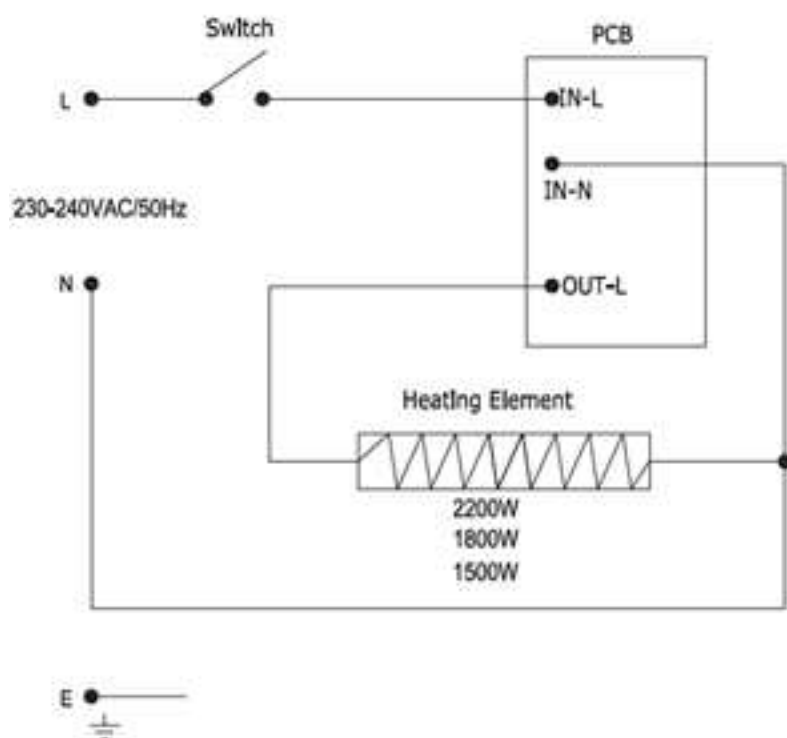 Switch
PCB
L
IN-L
IN-N
230-240VAC/50Hz
N
OUT-L
Heating Element
2200W
1800W
1500W
E